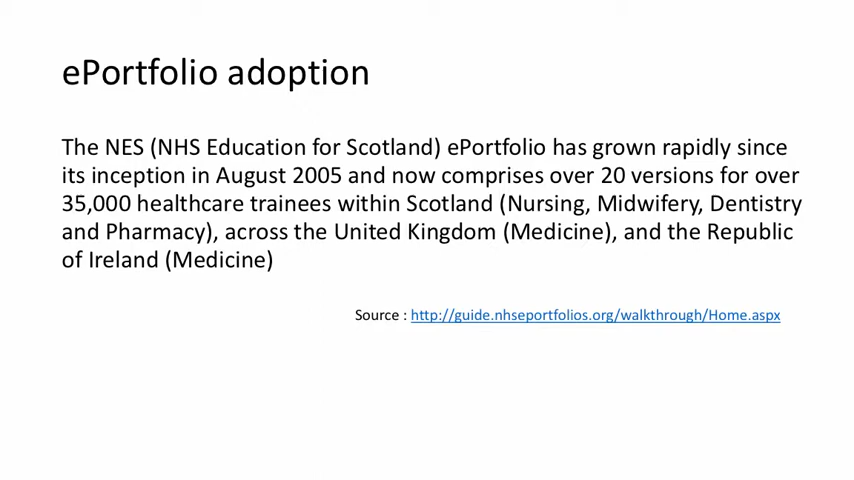 ePortfolio adoption
The NES (NHS Education for Scotland) ePortfolio has grown rapidly since
its inception in August 2005 and now comprises over 20 versions for over
35,000 healthcare trainees within Scotland (Nursing, Midwifery, Dentistry
and Pharmacy), across the United Kingdom (Medicine), and the Republic
of Ireland (Medicine)
Source : http://guide.nhseportfolios.org/walkthrough/Home.aspx